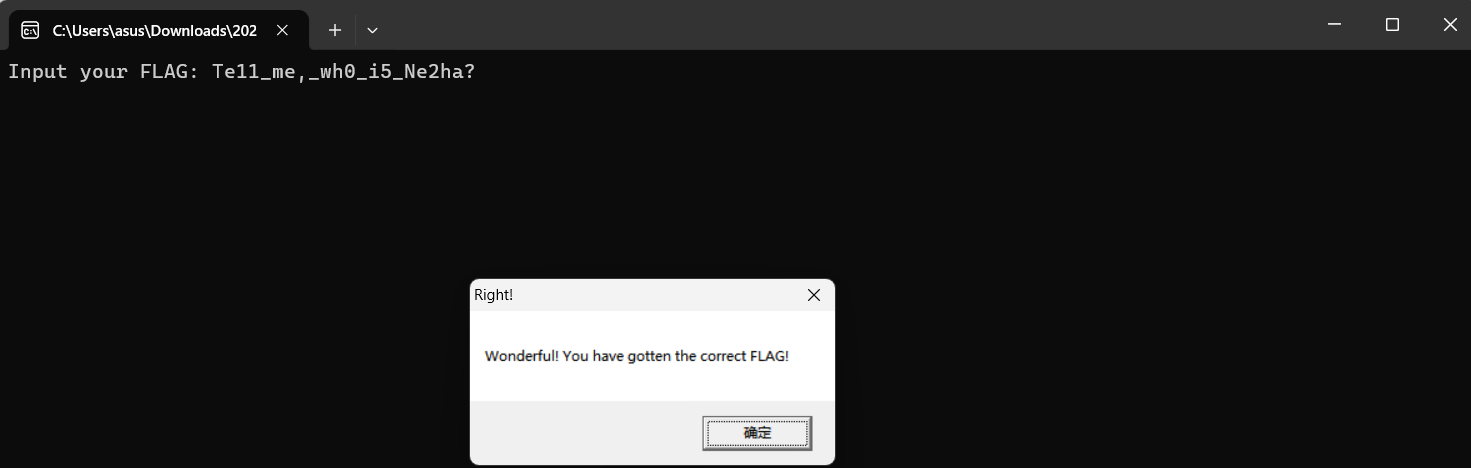 C:\Users\asus\Downloads\202
Input your FLAG: Te11_me,_wh0_i5_Ne2ha?
Right!
Wonderful! You have gotten the correct FLAG!
确定